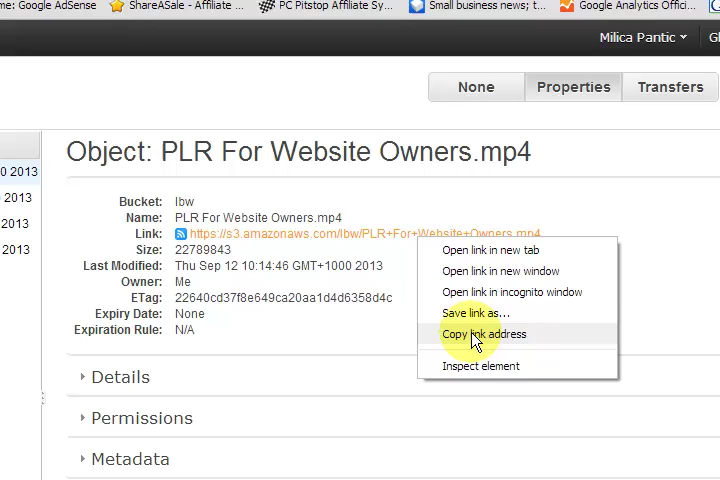 me: Google AdSense ShareASale - Affiliate ... PC Pitstop Affiliate Sy... Small business news; t... Google Analytics Offici...
Milica Pantic Gl
None Properties Transfers
Object: PLR For Website Owners.mp4
0 2013
2013
2013
2013
Bucket: lbw
Name: PLR For Website Owners.mp4
Link: https://s3.amazonaws.com/lbw/PLR+For+Website+Owners.mp4
Size: 22789843
Last Modified: Thu Sep 12 10:14:46 GMT+1000 2013
Owner: Me
ETag: 22640cd37f8e649ca20aa1d4d6358d4c
Expiry Date: None
Expiration Rule: N/A
Open link in new tab
Open link in new window
Open link in incognito window
Save link as...
Copy link address
Inspect element
Details
Permissions
Metadata